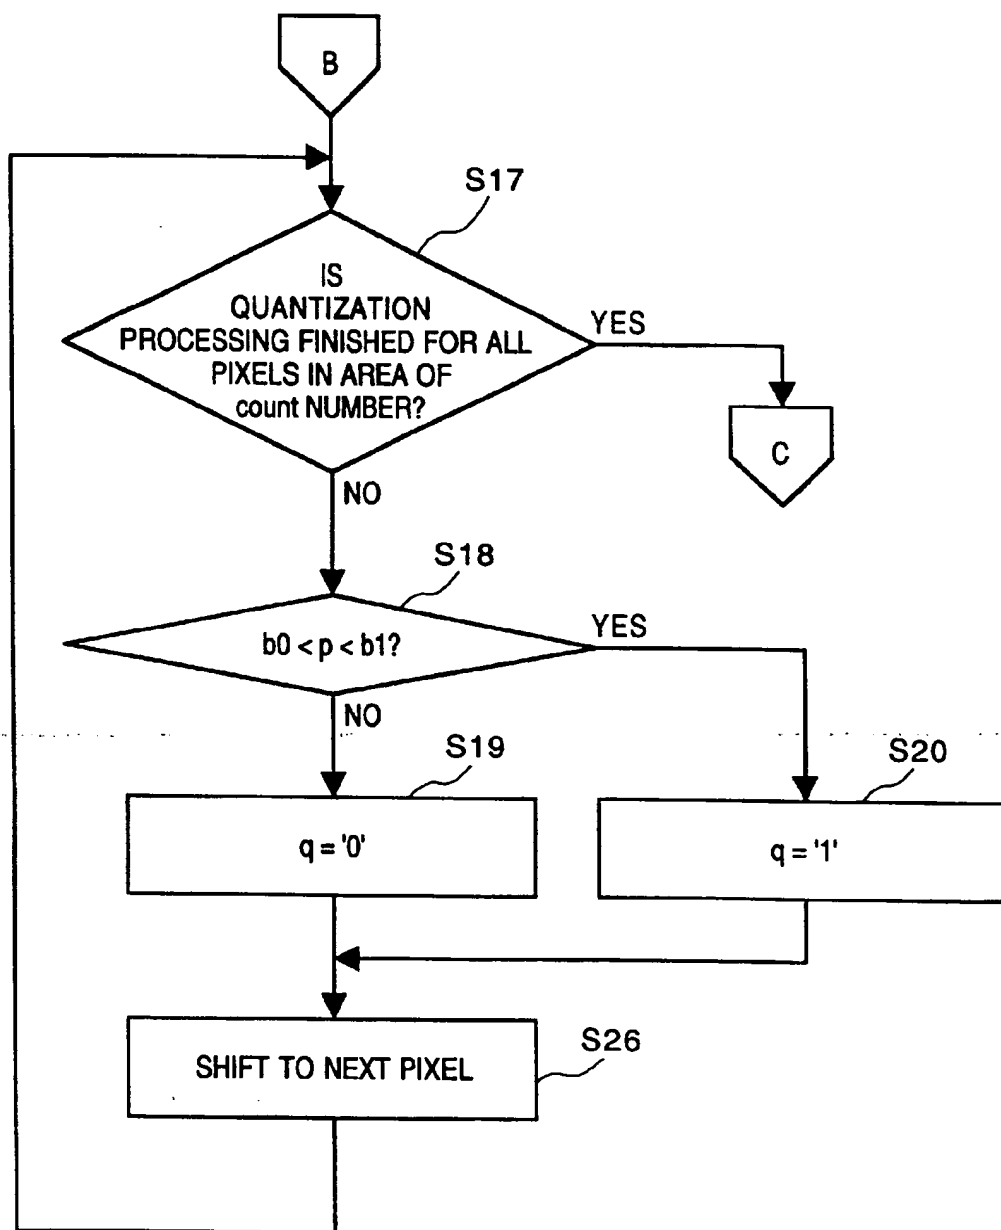 B
S17
IS
QUANTIZATION
PROCESSING FINISHED FOR ALL
PIXELS IN AREA OF
count NUMBER?
YES
C
NO
S18
b0 < p < b1?
YES
NO
S19
S20
q = '0'
q = '1'
SHIFT TO NEXT PIXEL
S26